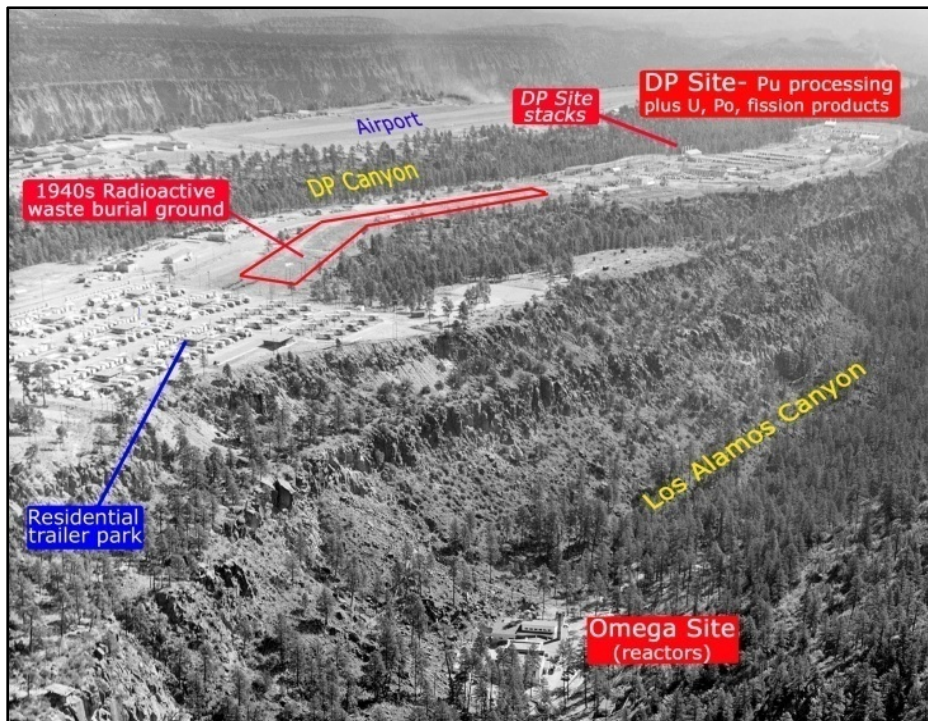 DP Site- Pu processing
plus U, Po, fission products
DP Site
stacks
Airport
DP Canyon
1940s Radioactive
waste burial ground
Los Alamos Canyon
Residential
trailer park
Omega Site
(reactors)